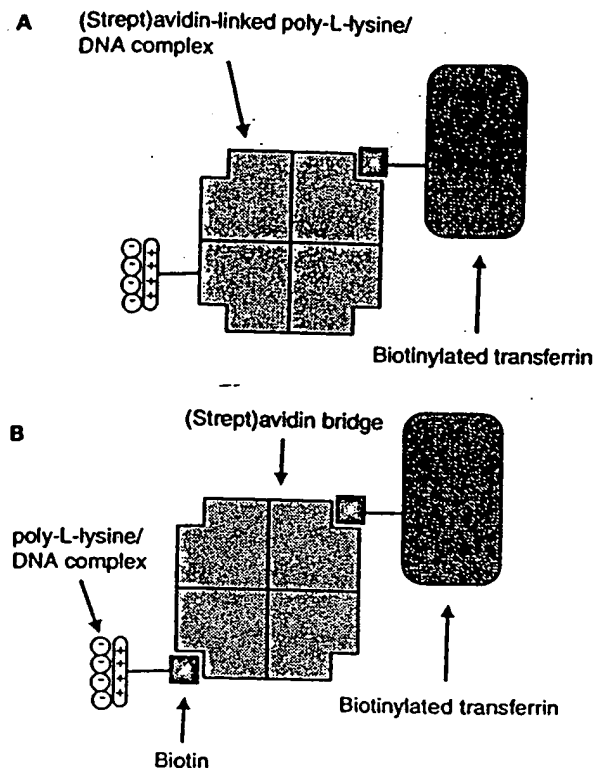 A
(Strept)avidin-linked poly-L-lysine/
DNA complex
- +
- +
- +
- +
Biotinylated transferrin
B
(Strept)avidin bridge
poly-L-lysine/
DNA complex
- +
- +
- +
- +
Biotinylated transferrin
Biotin